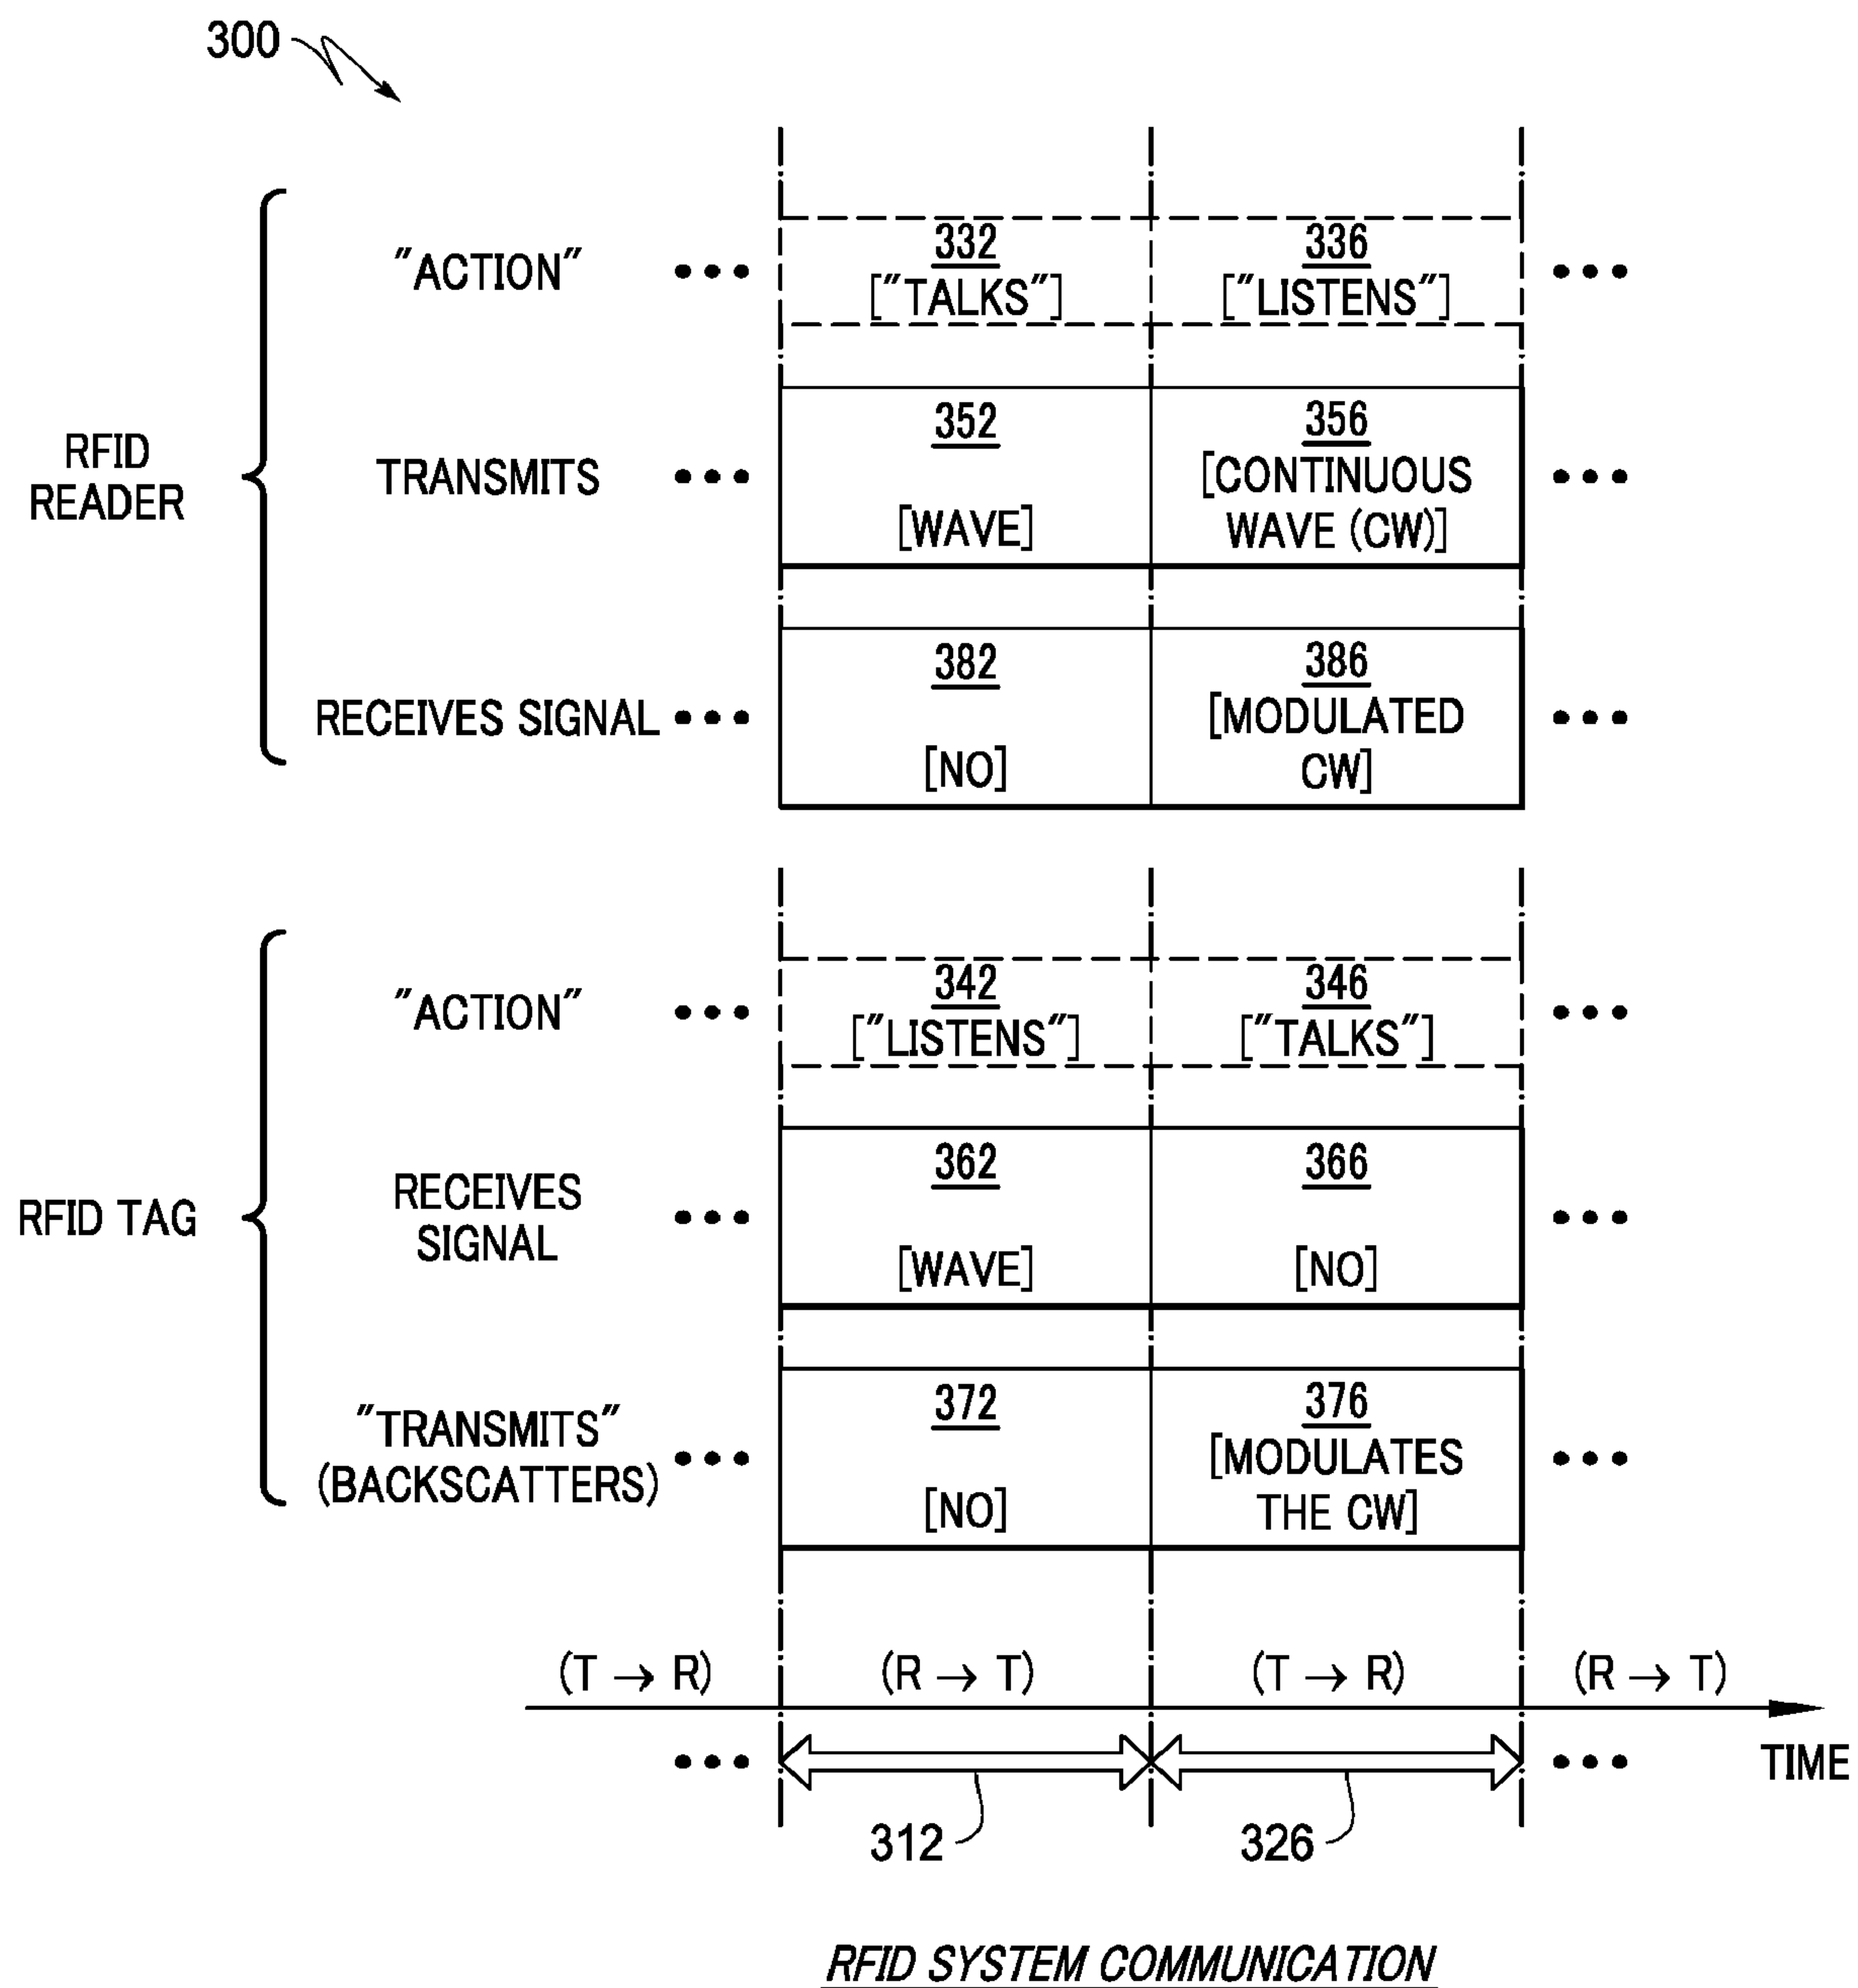 300
RFID
READER
"ACTION"
332
["TALKS"]
336
["LISTENS"]
TRANSMITS
352
[WAVE]
356
[CONTINUOUS
WAVE (CW)]
RECEIVES SIGNAL
382
[NO]
386
[MODULATED
CW]
RFID TAG
"ACTION"
342
["LISTENS"]
346
["TALKS"]
RECEIVES
SIGNAL
362
[WAVE]
366
[NO]
"TRANSMITS"
(BACKSCATTERS)
372
[NO]
376
[MODULATES
THE CW]
(T → R)
(R → T)
(T → R)
(R → T)
TIME
312
326
RFID SYSTEM COMMUNICATION